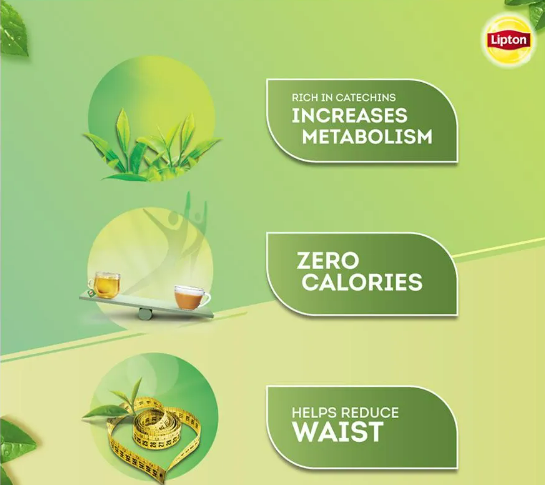 Lipton
RICH IN CATECHINS
INCREASES
METABOLISM
ZERO
CALORIES
HELPS REDUCE
WAIST